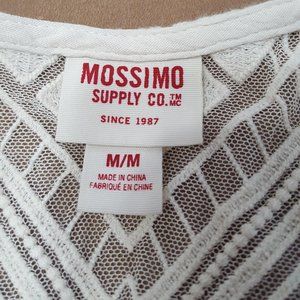 MOSSIMO
SUPPLY CO.™ MC
SINCE 1987
M/M
MADE IN CHINA
FABRIQUÉ EN CHINE